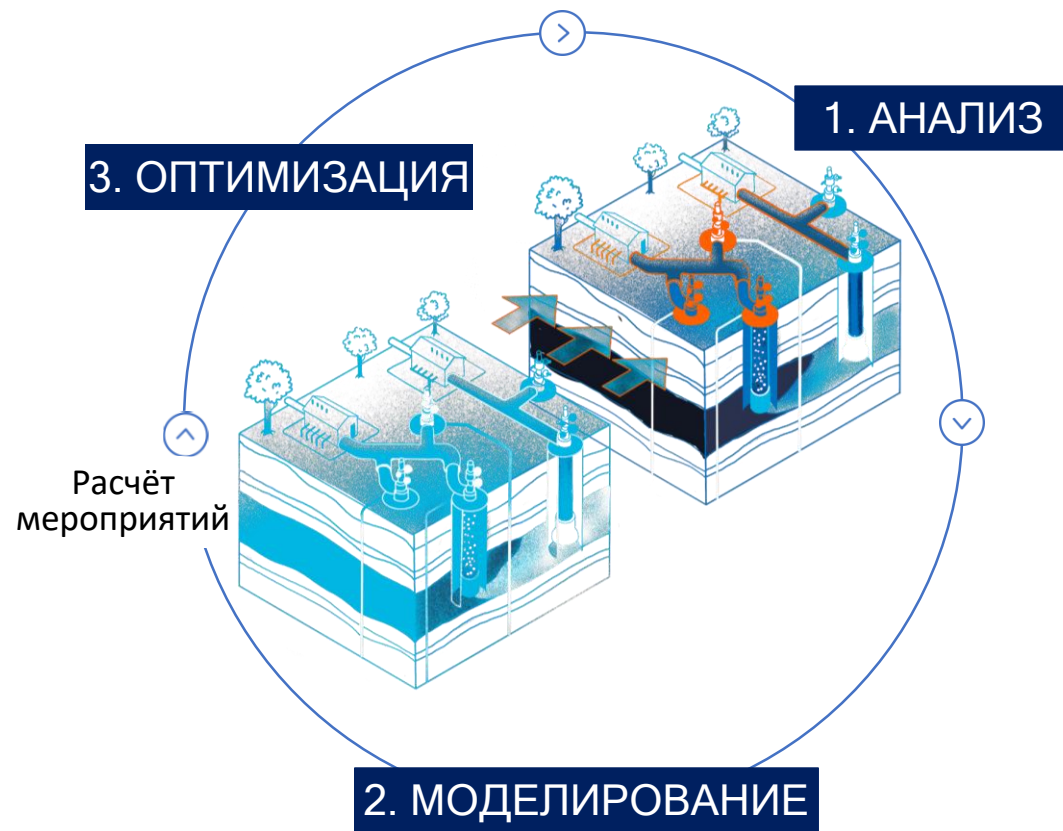 1. АНАЛИЗ
3. ОПТИМИЗАЦИЯ
Расчёт
мероприятий
2. МОДЕЛИРОВАНИЕ